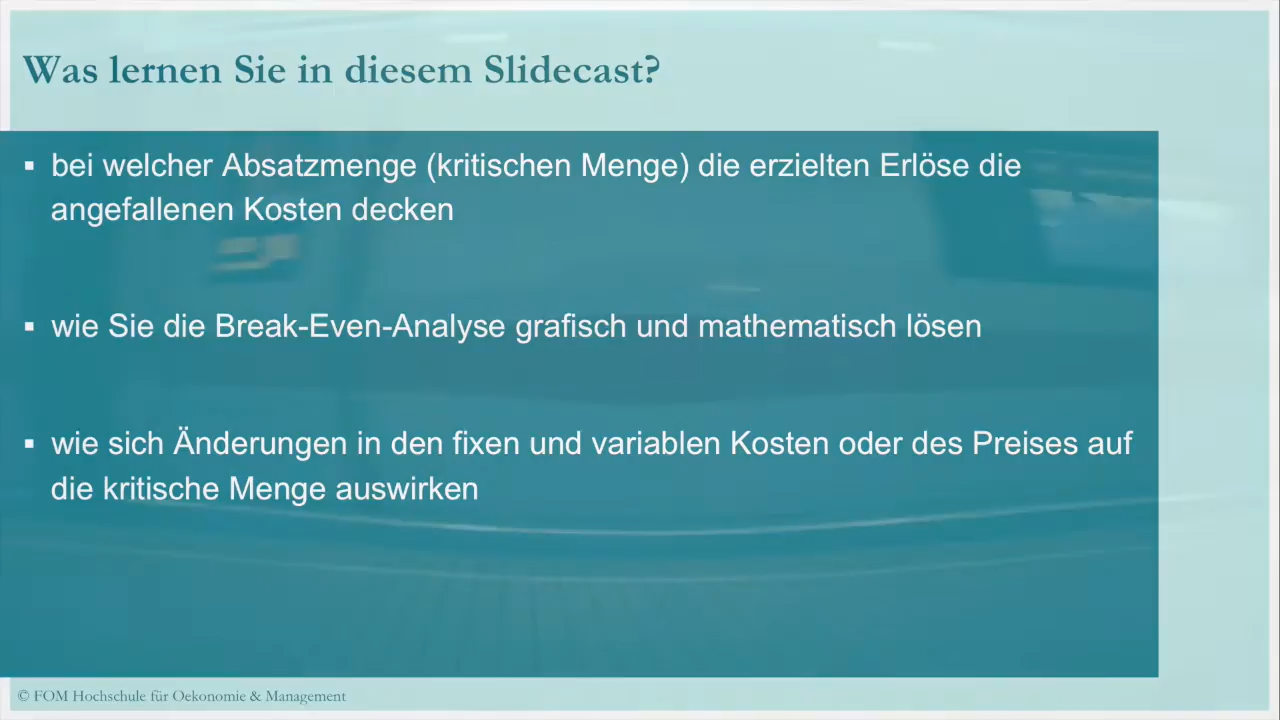 Was lernen Sie in diesem Slidecast?
▪ bei welcher Absatzmenge (kritischen Menge) die erzielten Erlöse die
angefallenen Kosten decken
▪ wie Sie die Break-Even-Analyse grafisch und mathematisch lösen
▪ wie sich Änderungen in den fixen und variablen Kosten oder des Preises auf
die kritische Menge auswirken
© FOM Hochschule für Oekonomie & Management